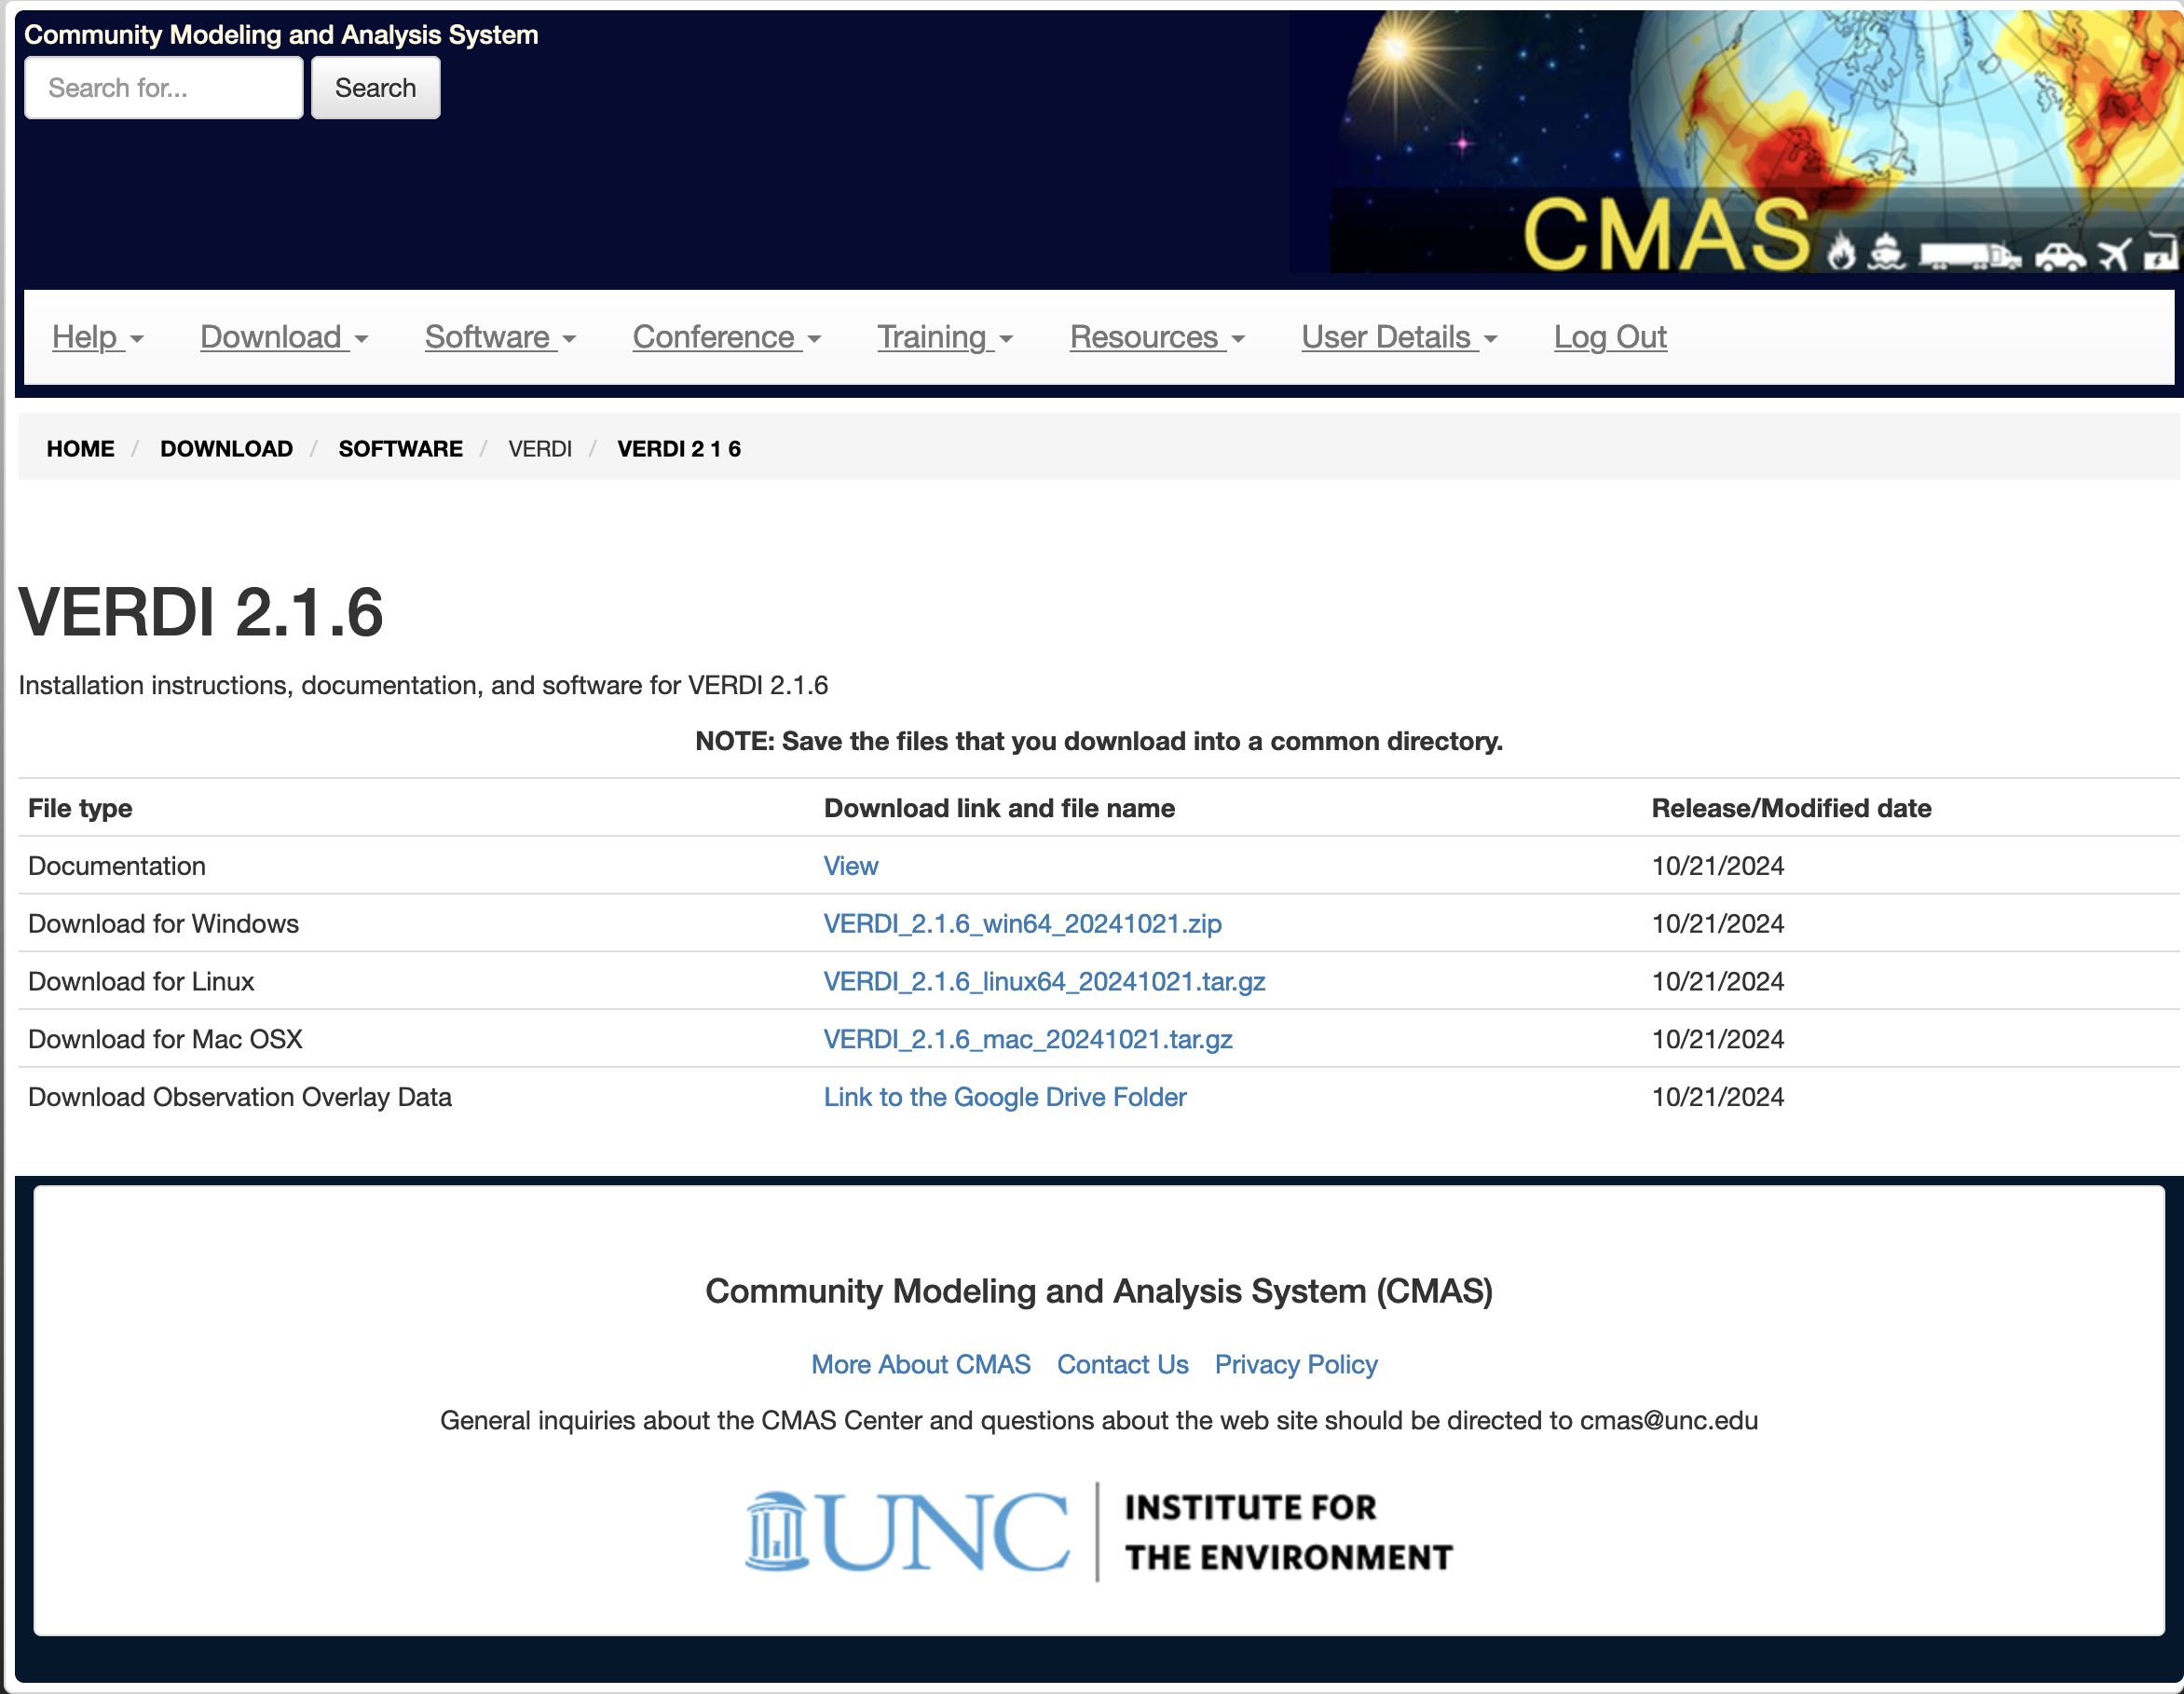 Community Modeling and Analysis System
Search for...
Search
CMAS
Help
Download
Software
Conference
Training
Resources
User Details
Log Out
HOME / DOWNLOAD / SOFTWARE / VERDI / VERDI 2 1 6
VERDI 2.1.6
Installation instructions, documentation, and software for VERDI 2.1.6
NOTE: Save the files that you download into a common directory.
File type Download link and file name Release/Modified date
Documentation View 10/21/2024
Download for Windows VERDI_2.1.6_win64_20241021.zip 10/21/2024
Download for Linux VERDI_2.1.6_linux64_20241021.tar.gz 10/21/2024
Download for Mac OSX VERDI_2.1.6_mac_20241021.tar.gz 10/21/2024
Download Observation Overlay Data Link to the Google Drive Folder 10/21/2024
Community Modeling and Analysis System (CMAS)
More About CMAS Contact Us Privacy Policy
General inquiries about the CMAS Center and questions about the web site should be directed to cmas@unc.edu
UNC
INSTITUTE FOR
THE ENVIRONMENT